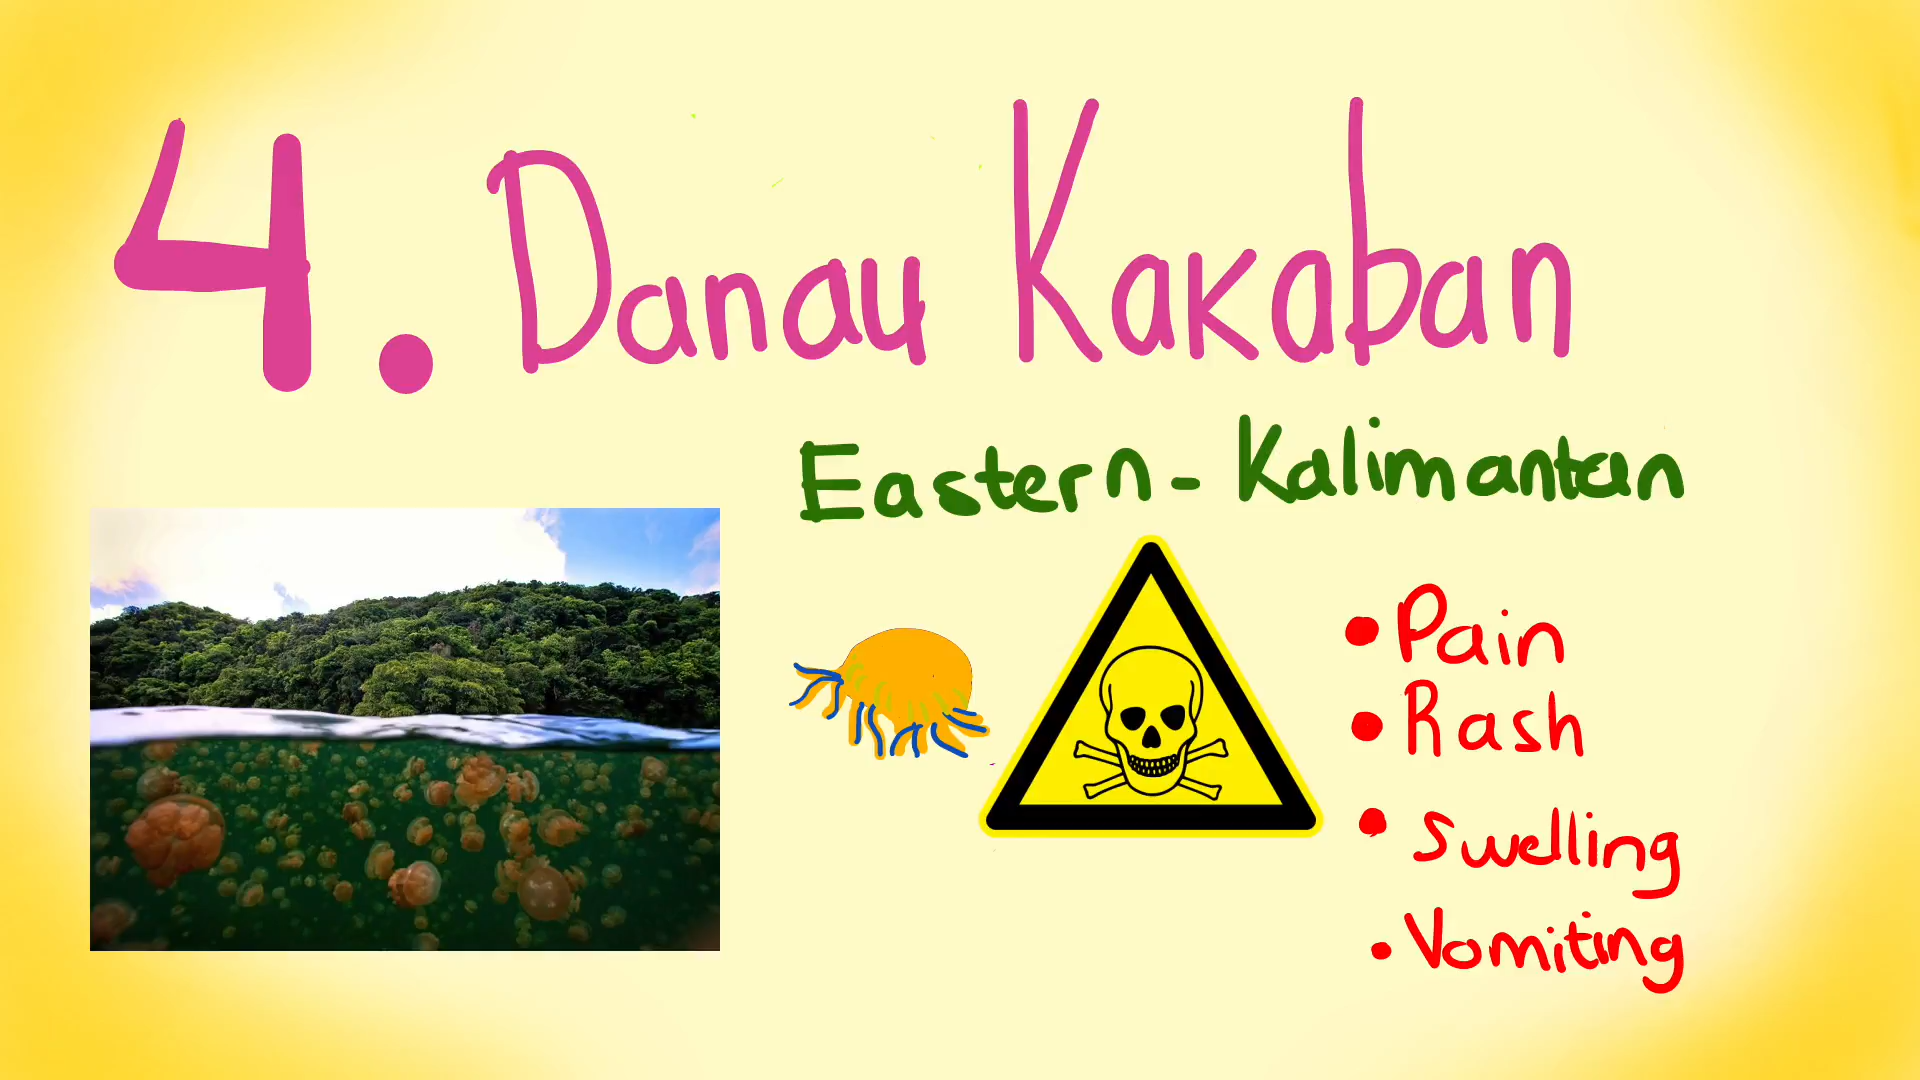 4. Danau Kakaban
Eastern - Kalimantan
• Pain
• Rash
• Swelling
• Vomiting